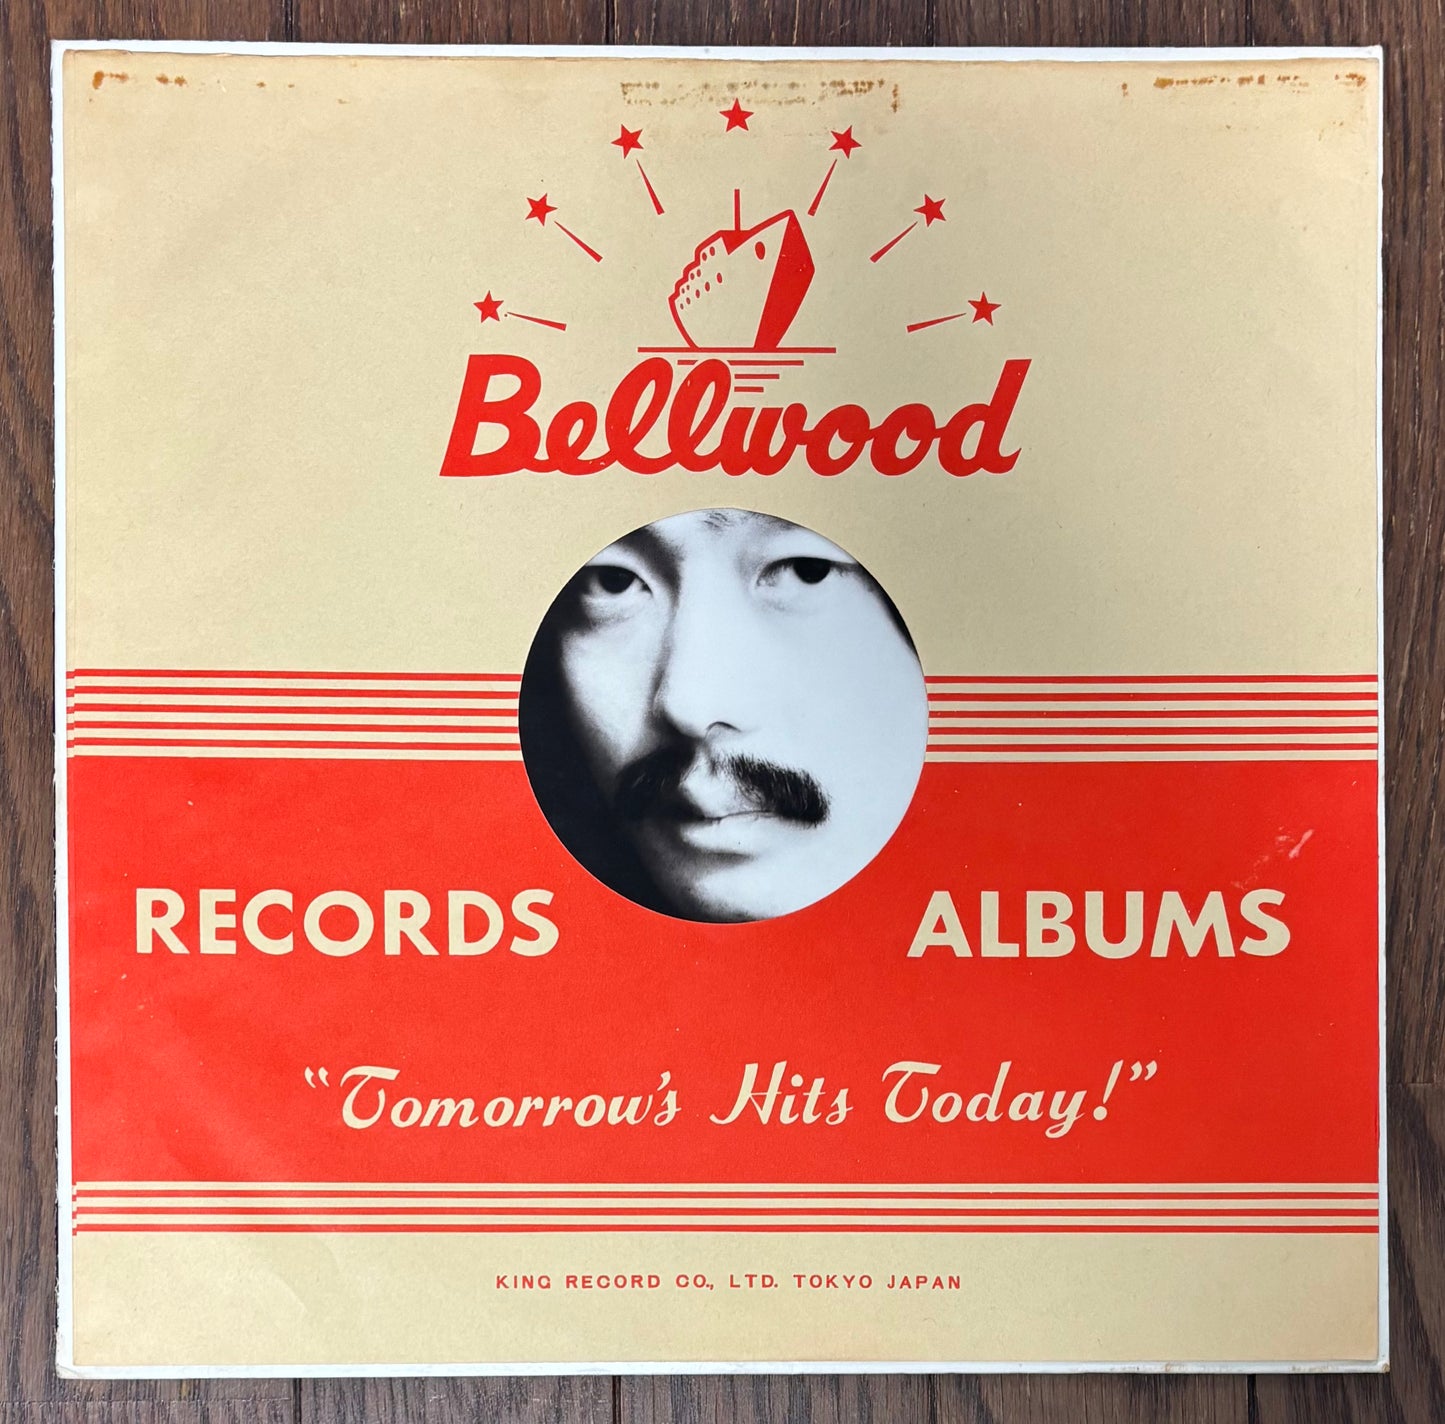 Bellwood
RECORDS ALBUMS
“Tomorrow's Hits Today!”
KING RECORD CO., LTD. TOKYO JAPAN